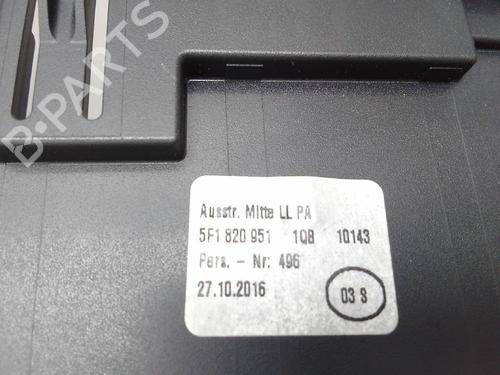 B-PARTS
Ausstr. Mitte LL PA
5F1 820 951 1QB 10143
Pers. - Nr: 496
27.10.2016 03 S